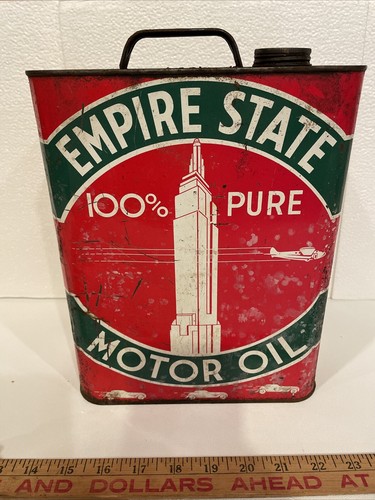 EMPIRE STATE
100% PURE
MOTOR OIL
14 15 16 17 18 19 20 21 22 23
AND DOLLARS AHEAD AT